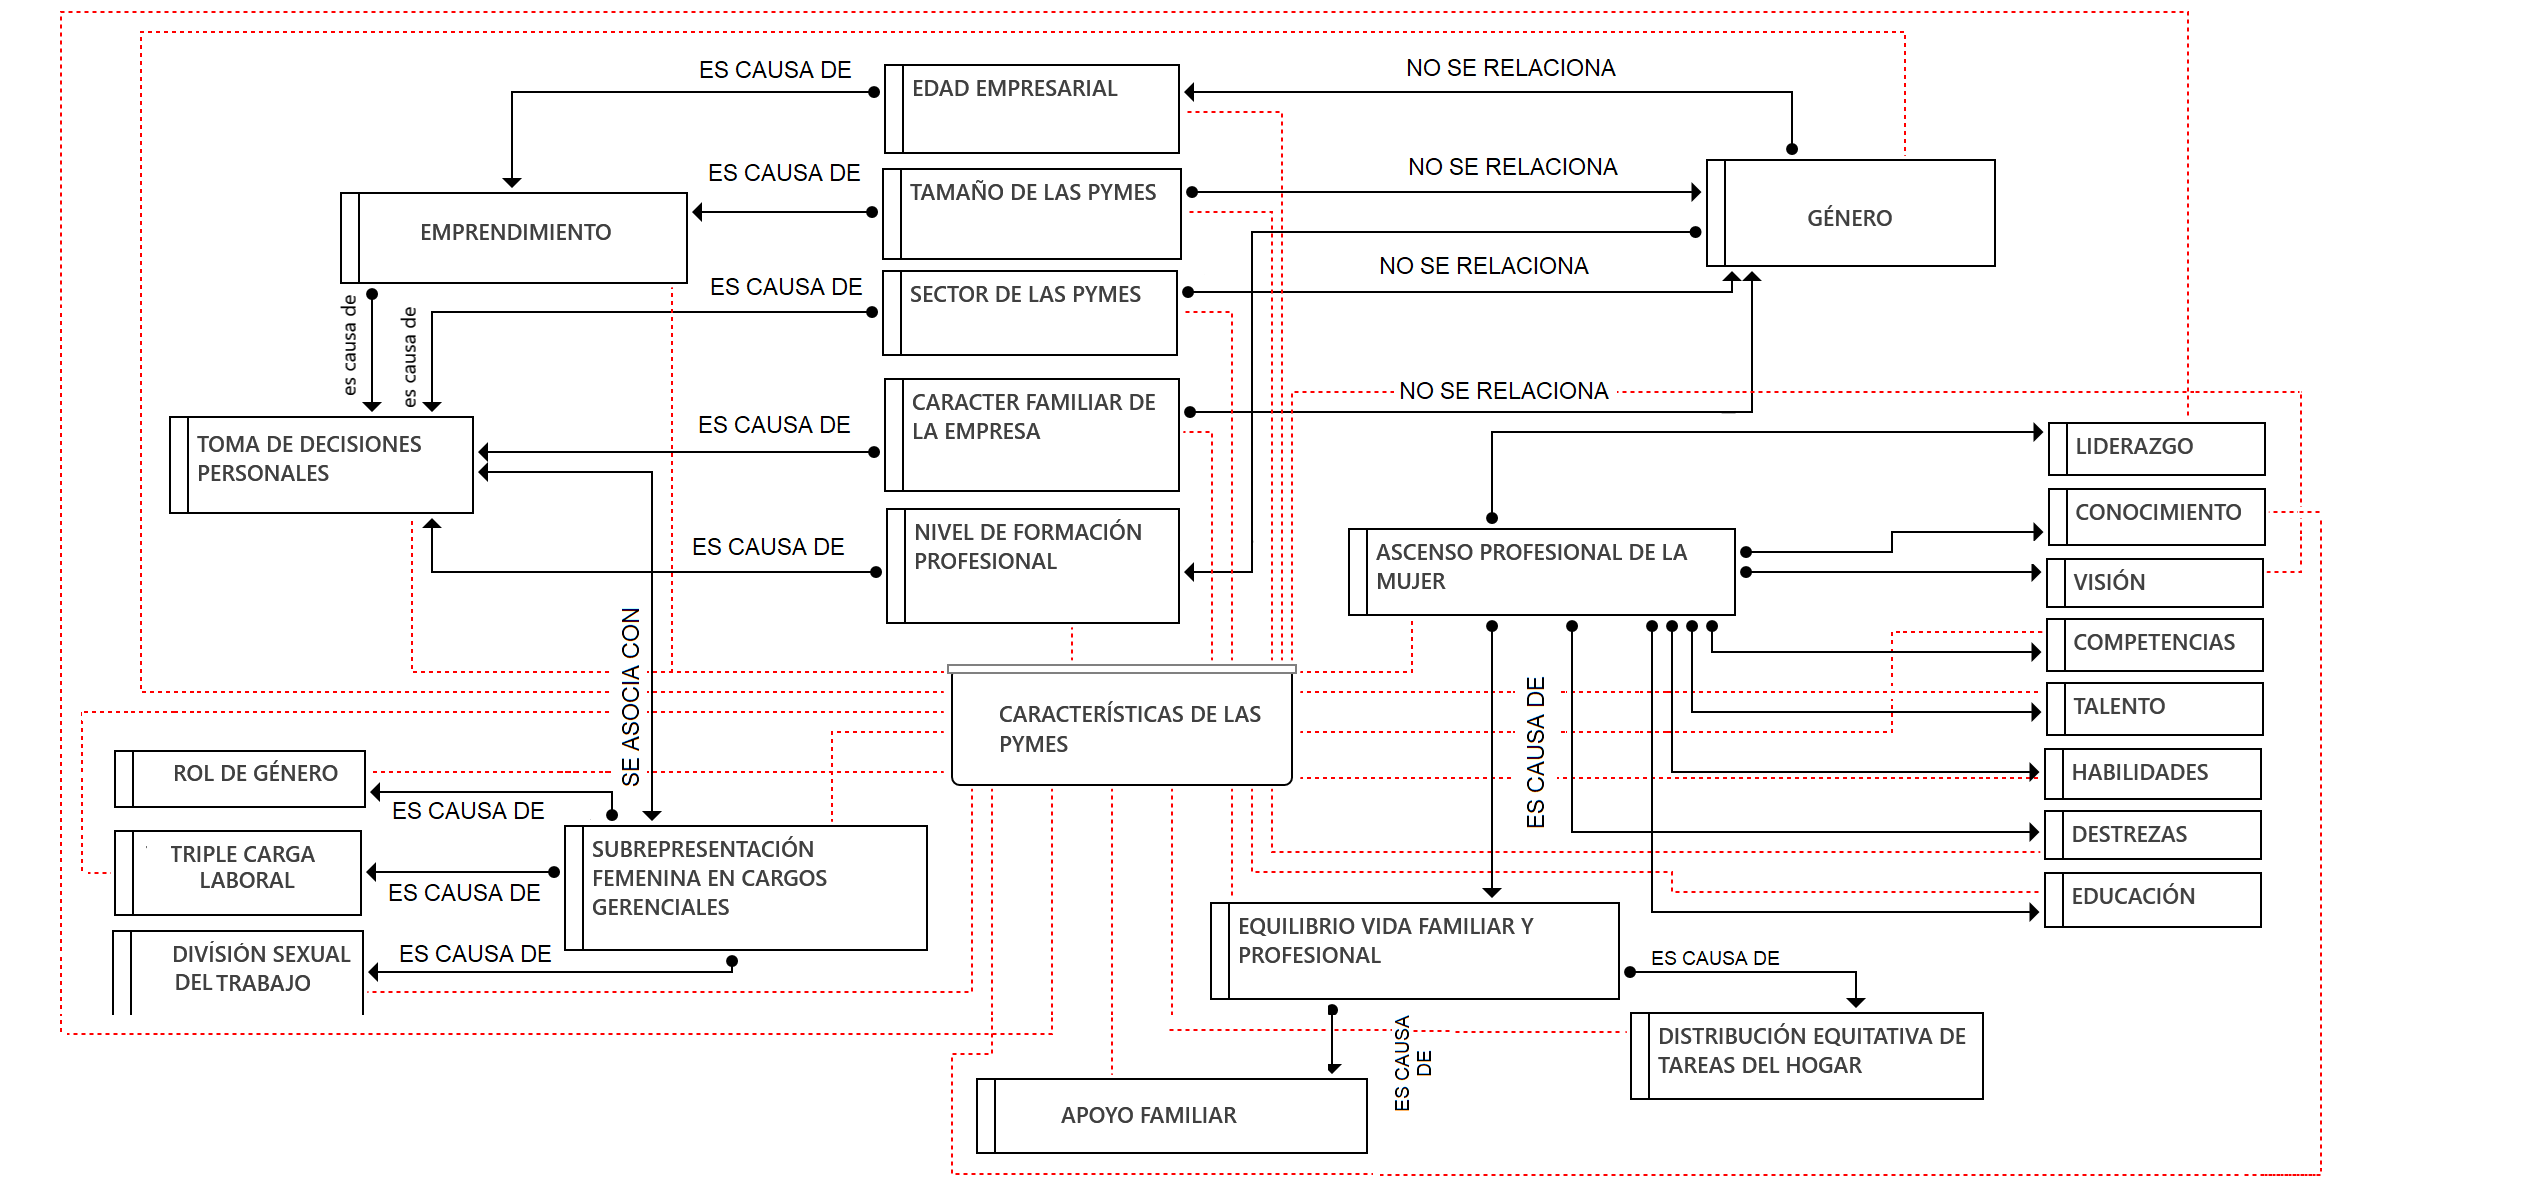 ES CAUSA DE
EDAD EMPRESARIAL
NO SE RELACIONA
ES CAUSA DE
TAMAÑO DE LAS PYMES
NO SE RELACIONA
EMPRENDIMIENTO
GÉNERO
ES CAUSA DE
SECTOR DE LAS PYMES
NO SE RELACIONA
es causa de
es causa de
TOMA DE DECISIONES
PERSONALES
ES CAUSA DE
CARACTER FAMILIAR DE
LA EMPRESA
NO SE RELACIONA
LIDERAZGO
CONOCIMIENTO
ES CAUSA DE
NIVEL DE FORMACIÓN
PROFESIONAL
ASCENSO PROFESIONAL DE LA
MUJER
VISIÓN
COMPETENCIAS
TALENTO
HABILIDADES
DESTREZAS
EDUCACIÓN
SE ASOCIA CON
CARACTERÍSTICAS DE LAS
PYMES
ES CAUSA DE
ROL DE GÉNERO
ES CAUSA DE
TRIPLE CARGA
LABORAL
ES CAUSA DE
SUBREPRESENTACIÓN
FEMENINA EN CARGOS
GERENCIALES
DIVÍSIÓN SEXUAL
DEL TRABAJO
ES CAUSA DE
EQUILIBRIO VIDA FAMILIAR Y
PROFESIONAL
ES CAUSA DE
ES CAUSA
DE
DISTRIBUCIÓN EQUITATIVA DE
TAREAS DEL HOGAR
APOYO FAMILIAR